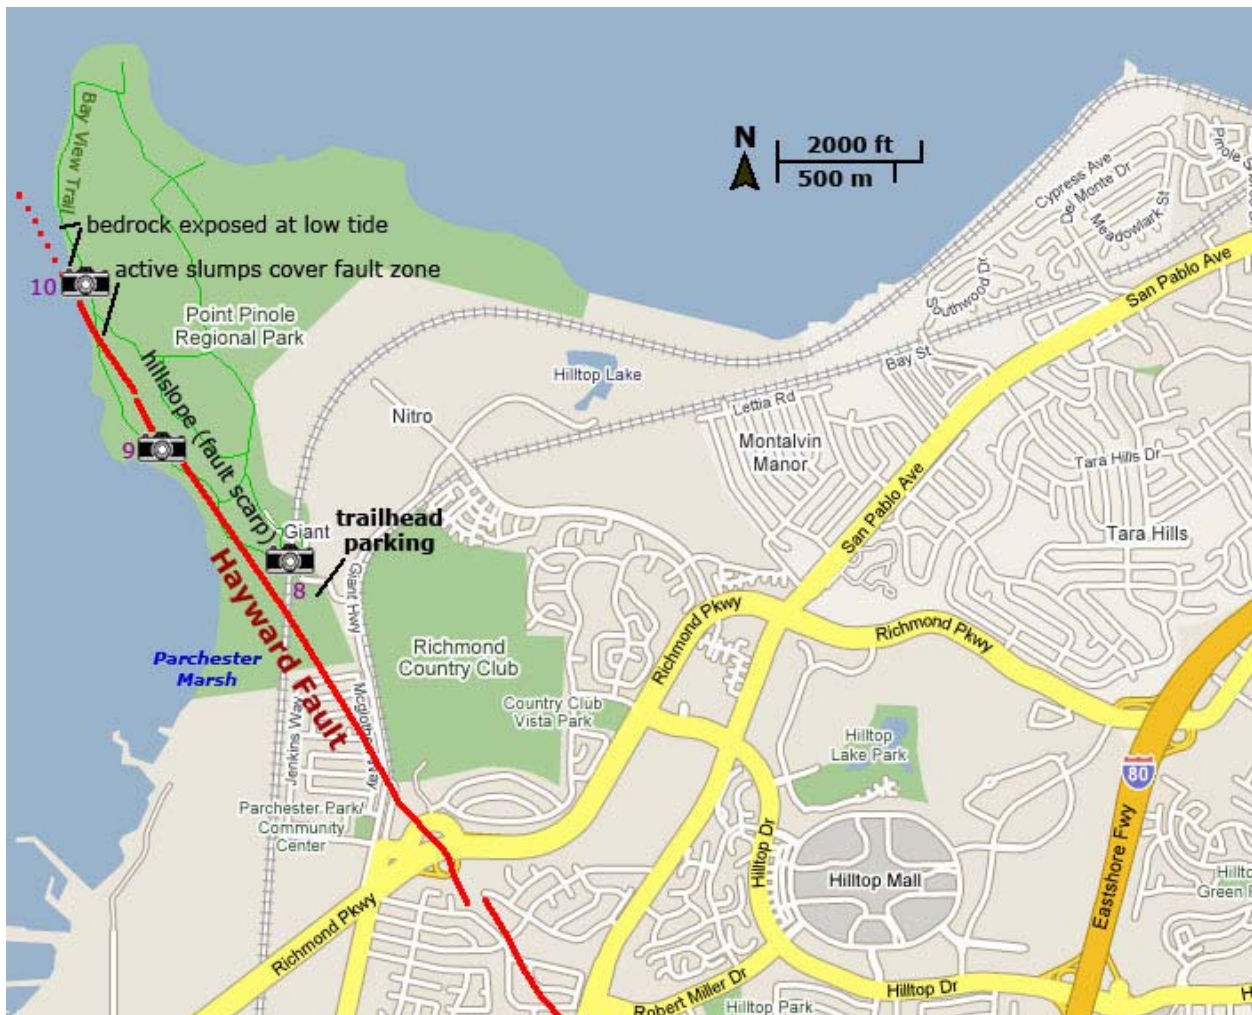 Bay View Trail
N
2000 ft
500 m
Cypress Ave
Del Monte Dr
Meadowlark St
Southwood Dr
San Pablo Ave
bedrock exposed at low tide
10
active slumps cover fault zone
Point Pinole
Regional Park
Bay St
Hilltop Lake
Lettia Rd
Nitro
hillslope (fault scarp)
9
Montalvin
Manor
Tara Hills Dr
San Pablo Ave
Tara Hills
Giant
trailhead
parking
8
Giant Hwy
Hayward Fault
Richmond Pkwy
Richmond Pkwy
Richmond
Country Club
Parchester
Marsh
Jenkins Way
Country Club
Vista Park
Hilltop
Lake Park
80
Parchester Park/
Community
Center
Hilltop Dr
Hilltop Mall
Eastshore Fwy
Richmond Pkwy
Robert Miller Dr
Hilltop Dr
Hilltop Park